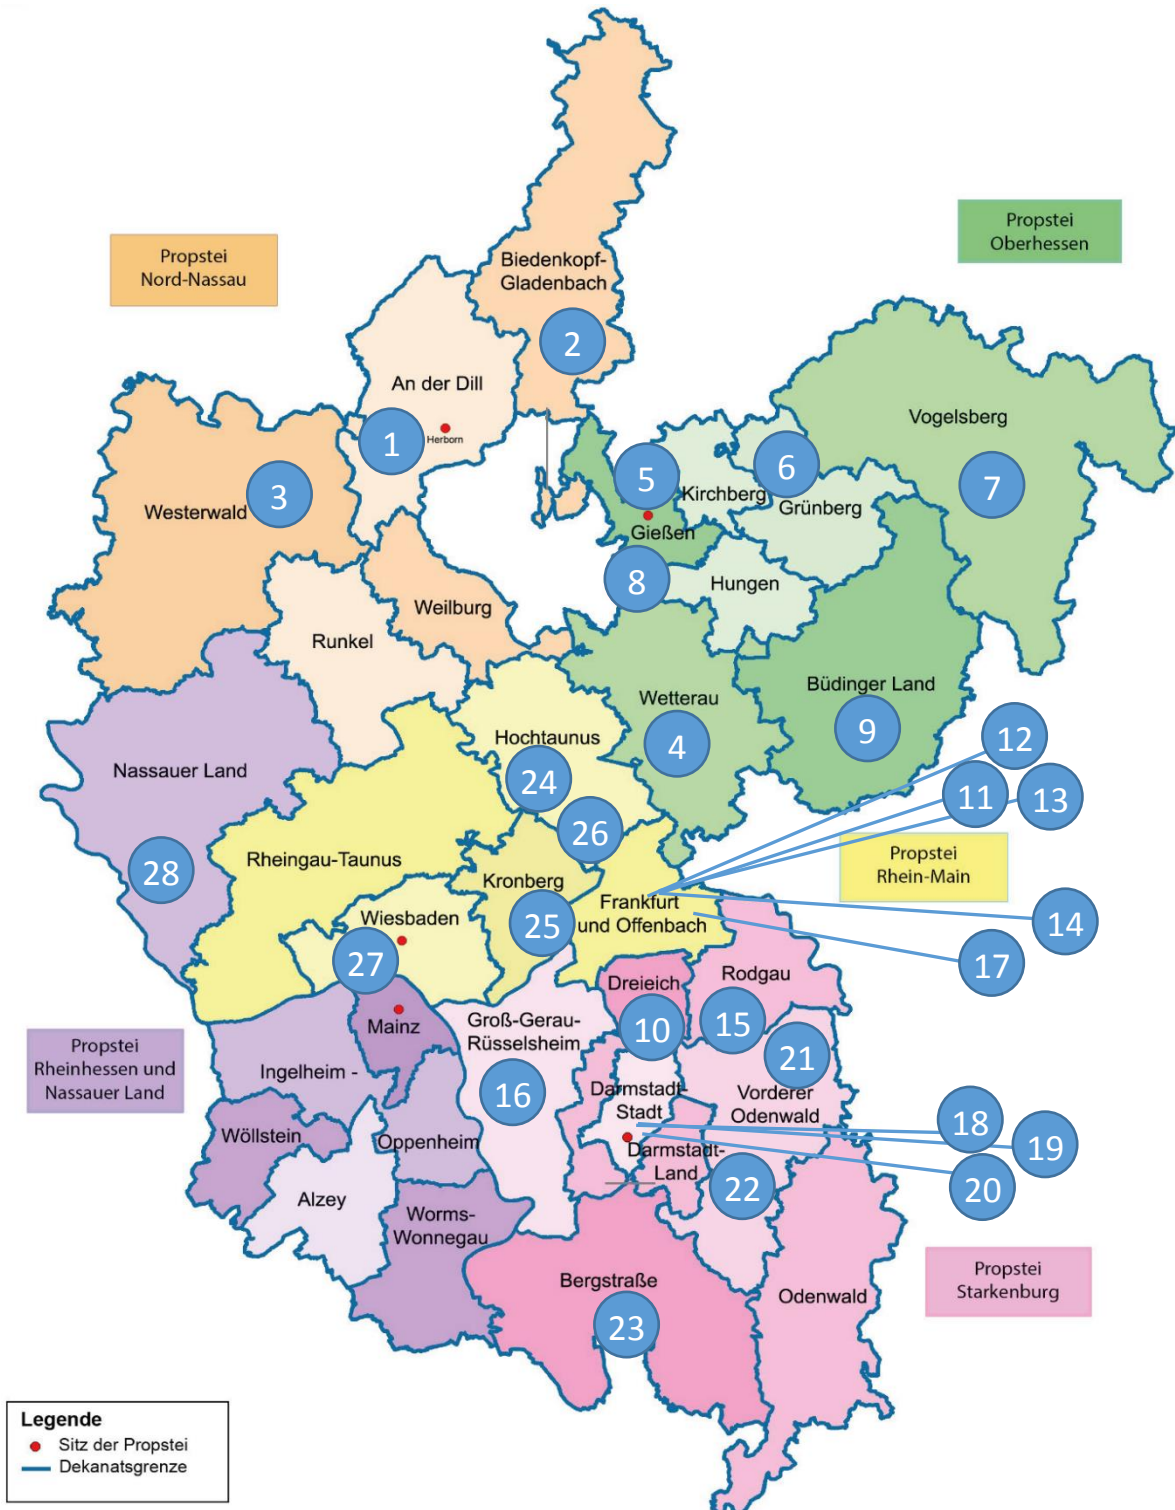 Propstei
Nord-Nassau
Propstei
Oberhessen
Biedenkopf-
Gladenbach
2
An der Dill
Herborn
1
Vogelsberg
7
Westerwald
3
5
Kirchberg
6
Grünberg
Gießen
8
Hungen
Weilburg
Runkel
Wetterau
4
Büdinger Land
9
Nassauer Land
28
Hochtaunus
24
26
12
11
13
Propstei
Rhein-Main
Rheingau-Taunus
Kronberg
25
Frankfurt
und Offenbach
14
17
Wiesbaden
27
Mainz
Dreieich
10
Rodgau
15
21
Groß-Gerau-
Rüsselsheim
16
Propstei
Rheinhessen und
Nassauer Land
Ingelheim -
Darmstadt-
Stadt
Vorderer
Odenwald
18
19
20
Wöllstein
Oppenheim
Darmstadt-
Land
22
Alzey
Worms-
Wonnegau
Bergstraße
23
Odenwald
Propstei
Starkenburg
Legende
Sitz der Propstei
Dekanatsgrenze